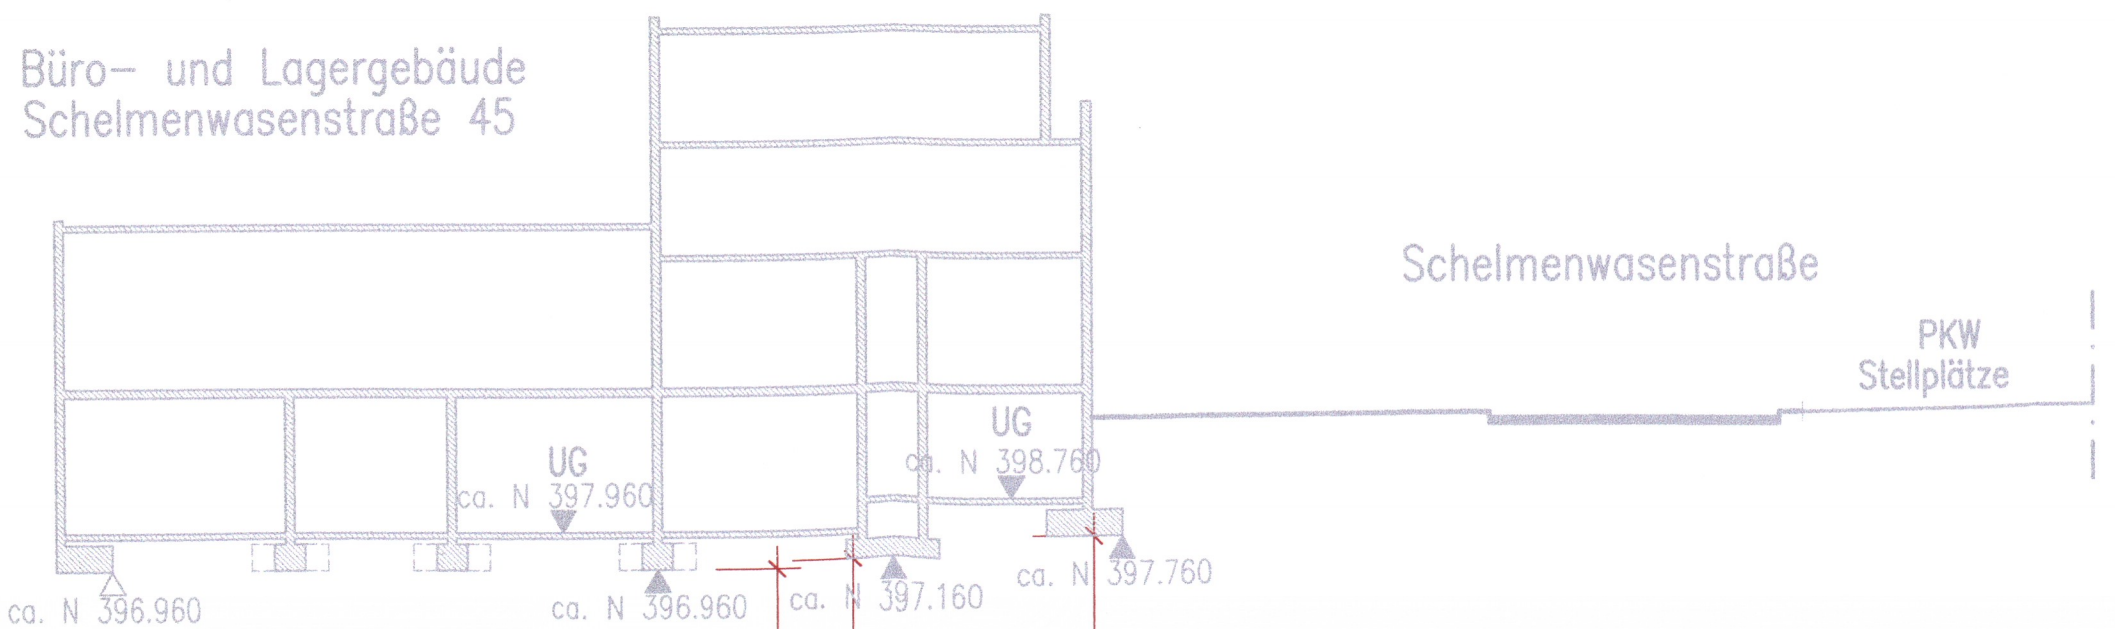 Büro- und Lagergebäude
Schelmenwasenstraße 45
Schelmenwasenstraße
PKW
Stellplätze
UG
ca. N 398.760
UG
ca. N 397.960
ca. N 396.960
ca. N 396.960
ca. N 397.160
ca. N 397.760